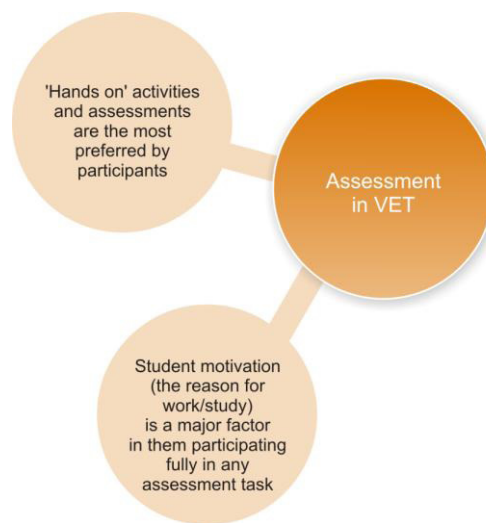 'Hands on' activities
and assessments
are the most
preferred by
participants
Assessment
in VET
Student motivation
(the reason for
work/study)
is a major factor
in them participating
fully in any
assessment task